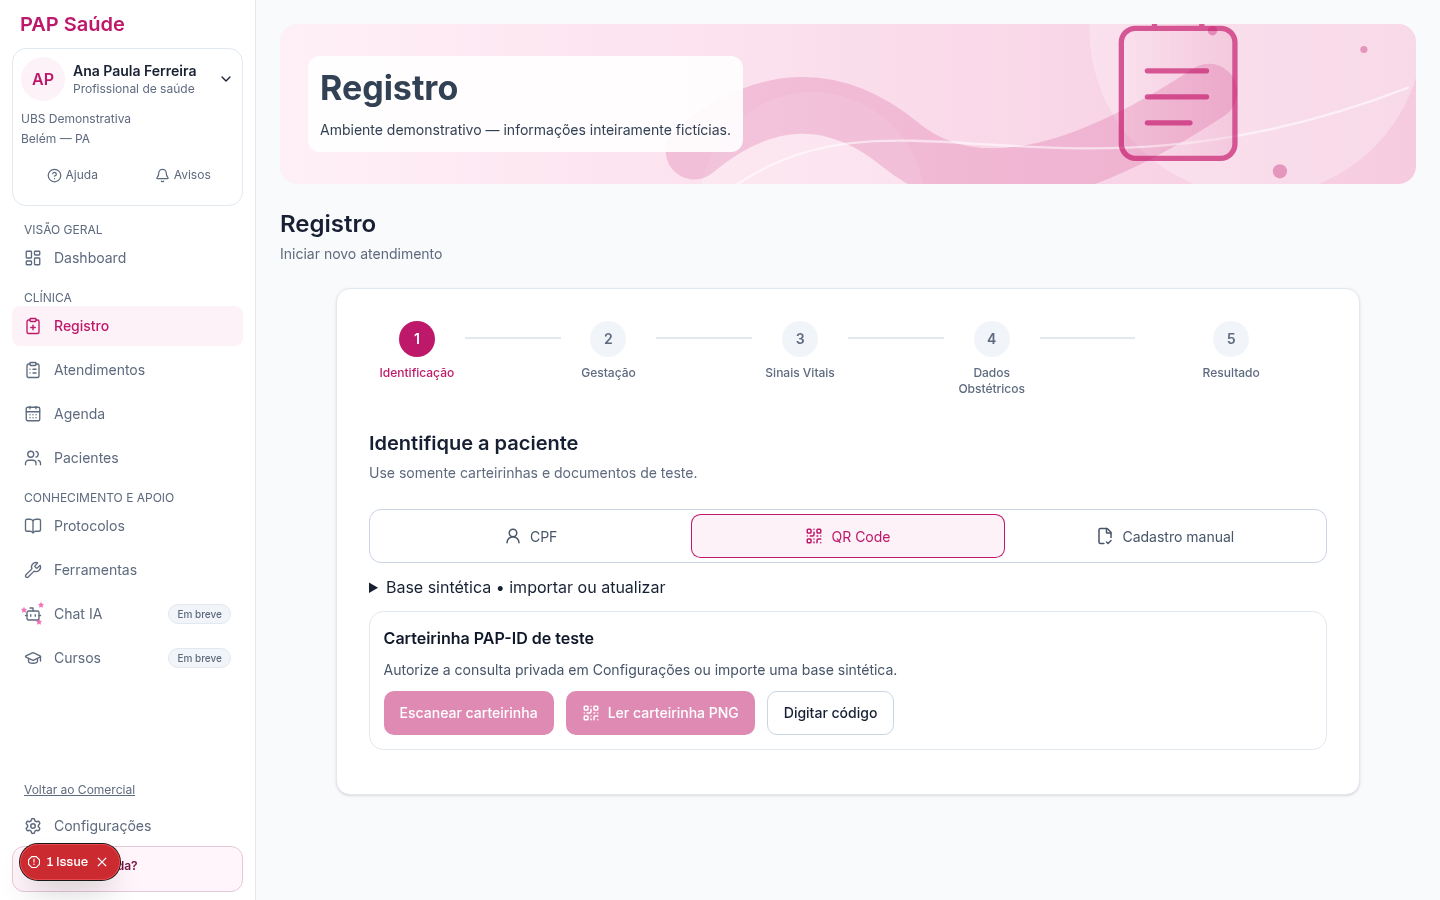 PAP Saúde
AP
Ana Paula Ferreira
Profissional de saúde
UBS Demonstrativa
Belém — PA
Ajuda
Avisos
VISÃO GERAL
Dashboard
CLÍNICA
Registro
Atendimentos
Agenda
Pacientes
CONHECIMENTO E APOIO
Protocolos
Ferramentas
Chat IA
Em breve
Cursos
Em breve
Voltar ao Comercial
Configurações
1 Issue
Registro
Ambiente demonstrativo — informações inteiramente fictícias.
Registro
Iniciar novo atendimento
1
2
3
4
5
Identificação
Gestação
Sinais Vitais
Dados
Obstétricos
Resultado
Identifique a paciente
Use somente carteirinhas e documentos de teste.
CPF
QR Code
Cadastro manual
Base sintética • importar ou atualizar
Carteirinha PAP-ID de teste
Autorize a consulta privada em Configurações ou importe uma base sintética.
Escanear carteirinha
Ler carteirinha PNG
Digitar código